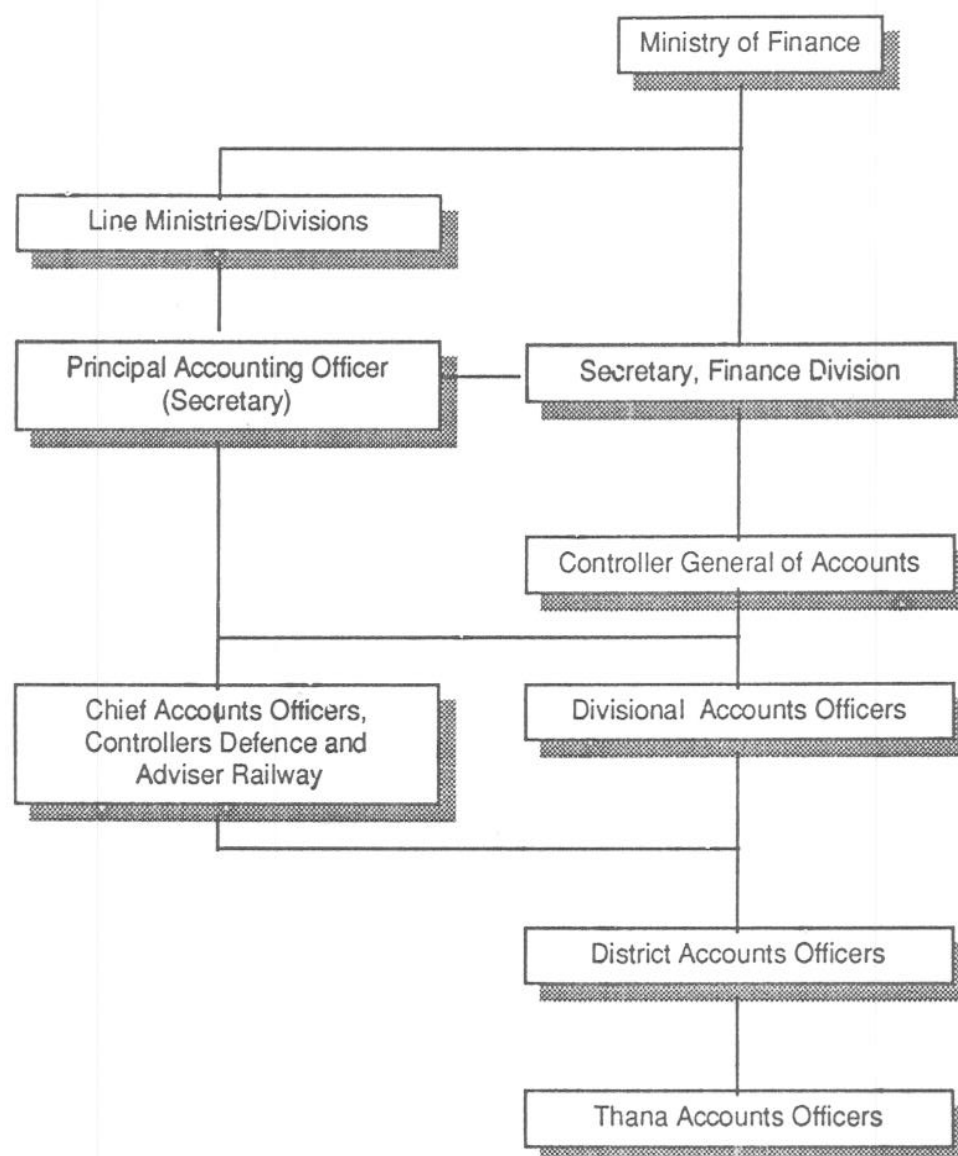 Ministry of Finance
Line Ministries/Divisions
Principal Accounting Officer
(Secretary)
Secretary, Finance Division
Controller General of Accounts
Chief Accounts Officers,
Controllers Defence and
Adviser Railway
Divisional Accounts Officers
District Accounts Officers
Thana Accounts Officers